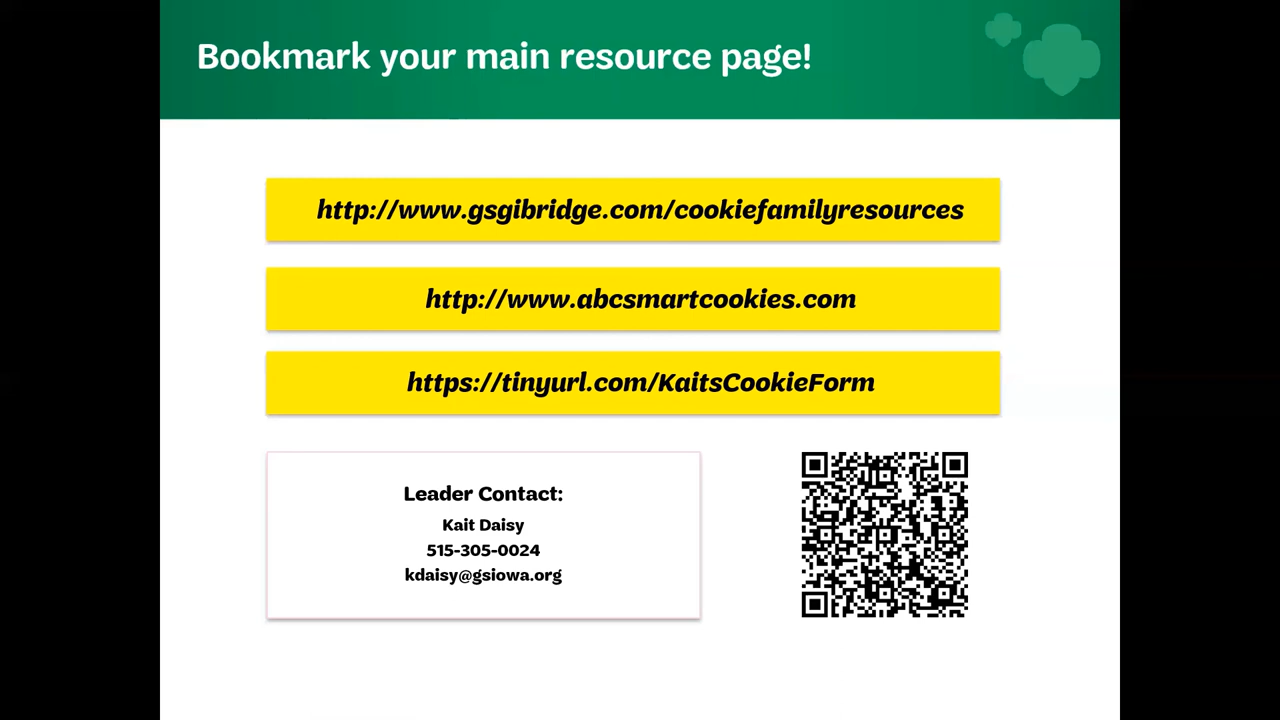 Bookmark your main resource page!
http://www.gsgibridge.com/cookiefamilyresources
http://www.abcsmartcookies.com
https://tinyurl.com/KaitsCookieForm
Leader Contact:
Kait Daisy
515-305-0024
kdaisy@gsiowa.org